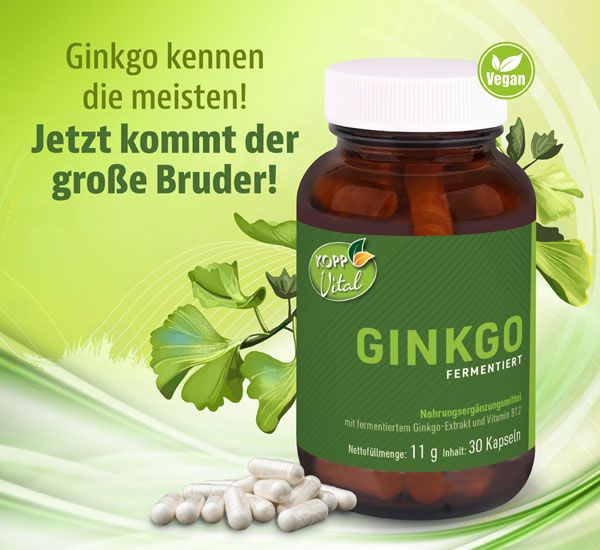 Ginkgo kennen
die meisten!
Jetzt kommt der
große Bruder!
Vegan
KOPP
Vital
GINKGO
FERMENTIERT
Nahrungsergänzungsmittel
mit fermentiertem Ginkgo-Extrakt und Vitamin B12
Nettofüllmenge: 11 g Inhalt: 30 Kapseln